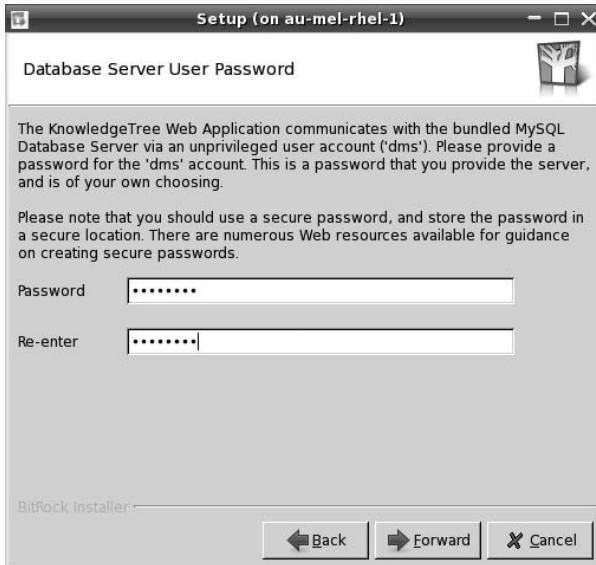 Setup (on au-mel-rhel-1)
Database Server User Password
The KnowledgeTree Web Application communicates with the bundled MySQL
Database Server via an unprivileged user account ('dms'). Please provide a
password for the 'dms' account. This is a password that you provide the server,
and is of your own choosing.
Please note that you should use a secure password, and store the password in
a secure location. There are numerous Web resources available for guidance
on creating secure passwords.
Password ••••••••
Re-enter ••••••••
BitRock Installer
Back Forward Cancel